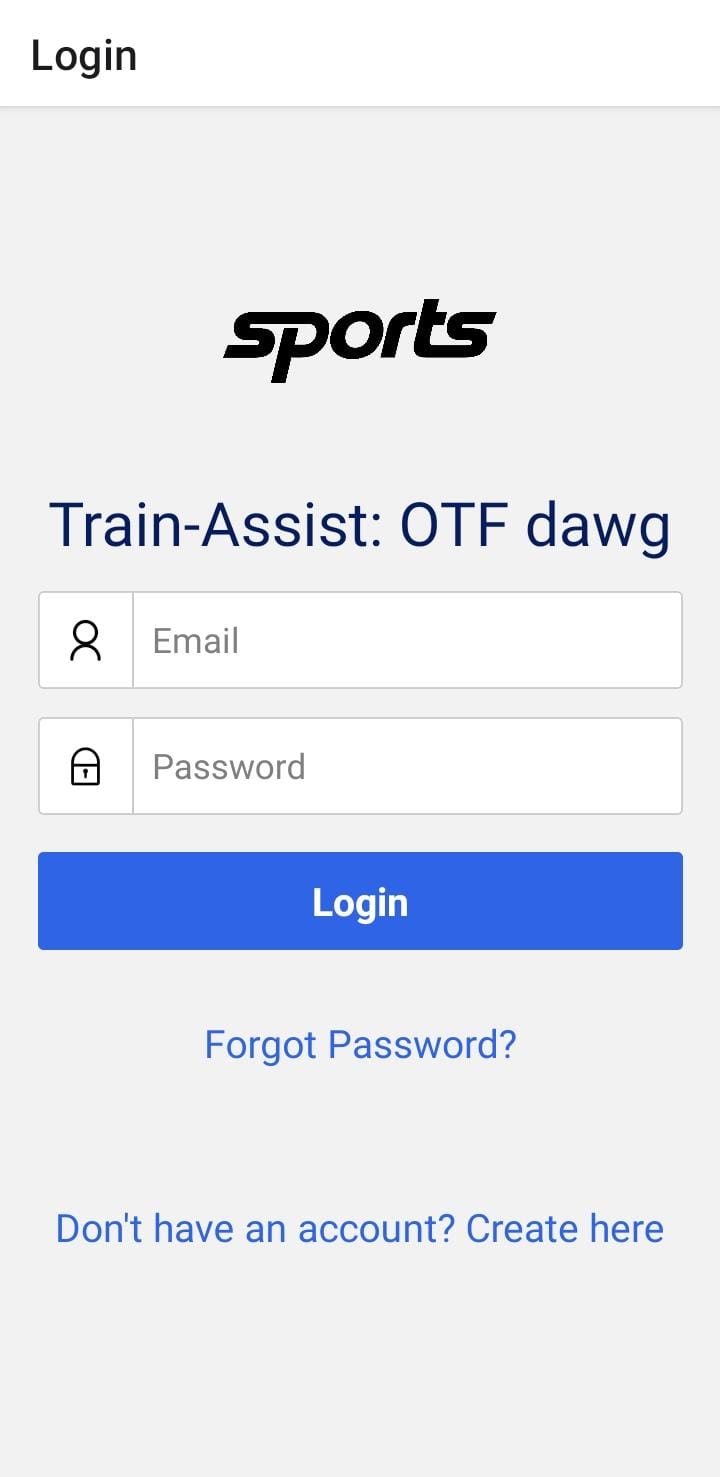 Login
sports
Train-Assist: OTF dawg
Email
Password
Login
Forgot Password?
Don't have an account? Create here